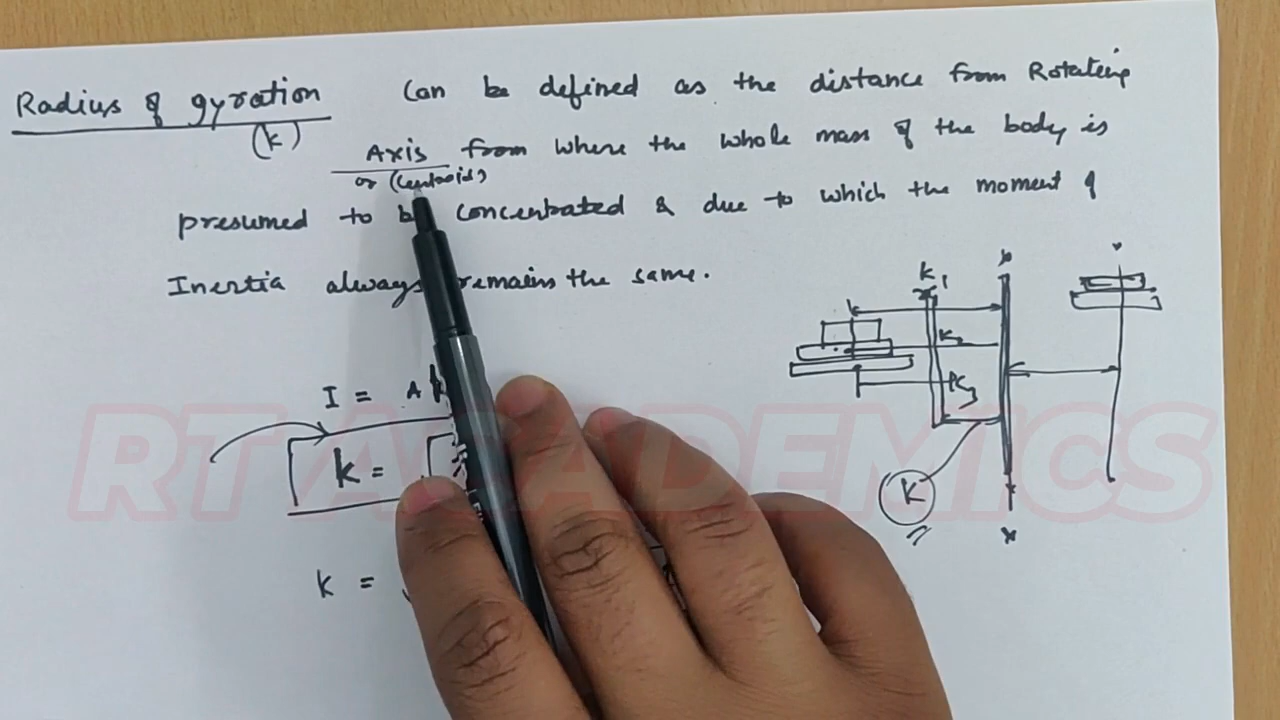 Radius of gyration Can be defined as the distance from Rotating
(k) Axis from where the whole mass of the body is
or (Centroid)
presumed to be concentrated & due to which the moment of
Inertia always remains the same.
k1
K2
I = A k
K3
k =
K
k =
RT ACADEMICS